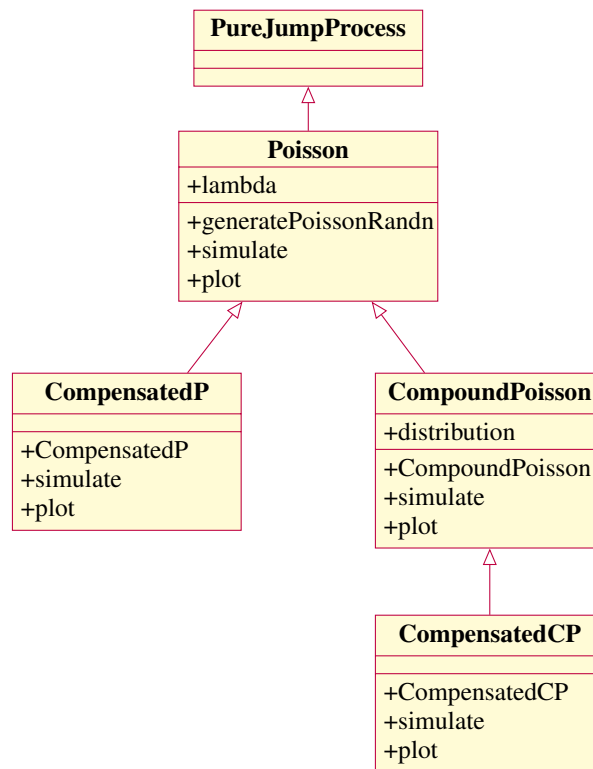 PureJumpProcess
Poisson
+lambda
+generatePoissonRandn
+simulate
+plot
CompensatedP
+CompensatedP
+simulate
+plot
CompoundPoisson
+distribution
+CompoundPoisson
+simulate
+plot
CompensatedCP
+CompensatedCP
+simulate
+plot